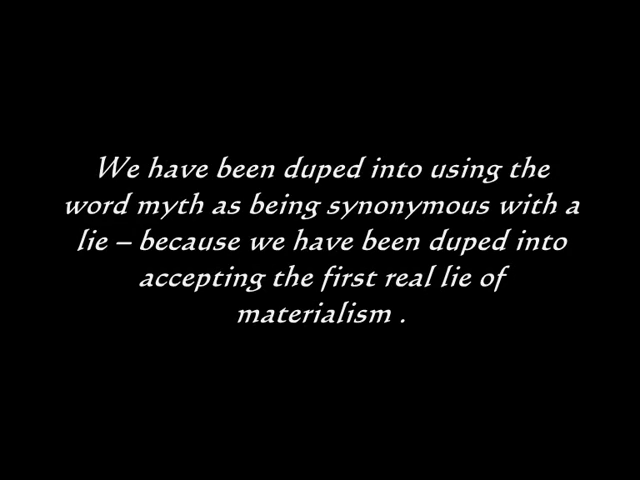 We have been duped into using the
word myth as being synonymous with a
lie – because we have been duped into
accepting the first real lie of
materialism .